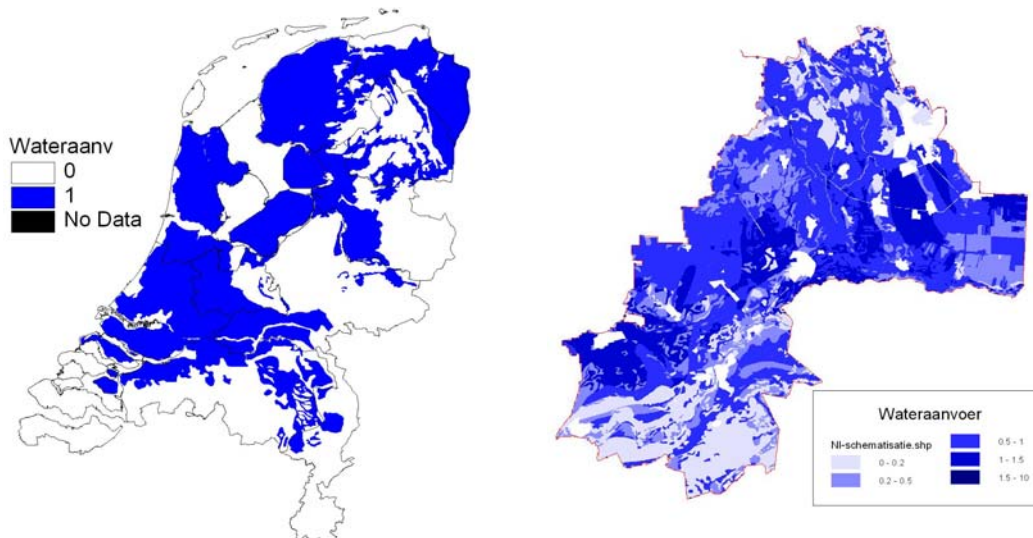 Wateraanv
0
1
No Data
Wateraanvoer
NI-schematisatie.shp
0 - 0.2
0.2 - 0.5
0.5 - 1
1 - 1.5
1.5 - 10